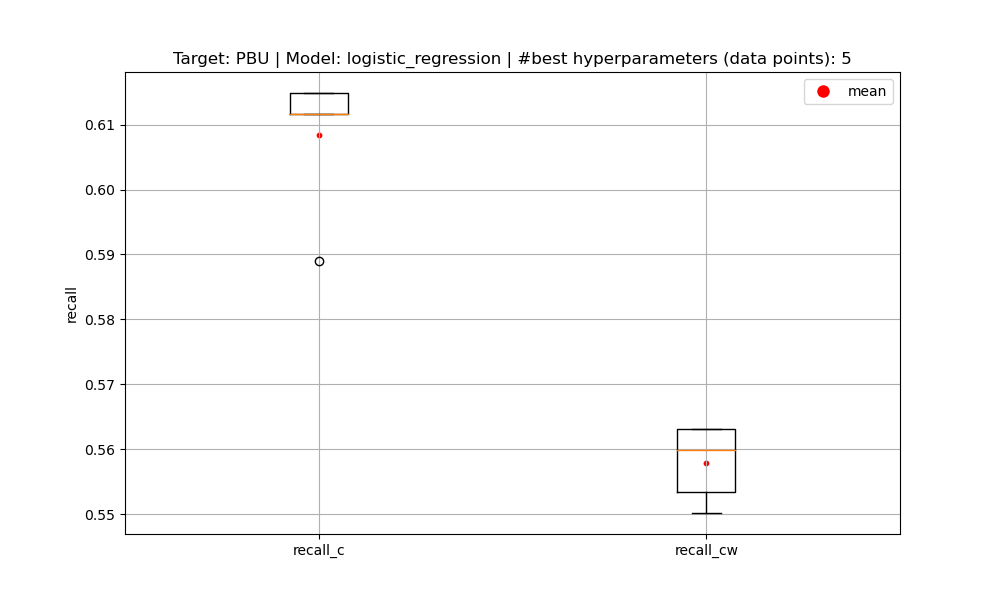 Target: PBU | Model: logistic_regression | #best hyperparameters (data points): 5
mean
0.61
0.60
0.59
0.58
0.57
0.56
0.55
recall
recall_c
recall_cw